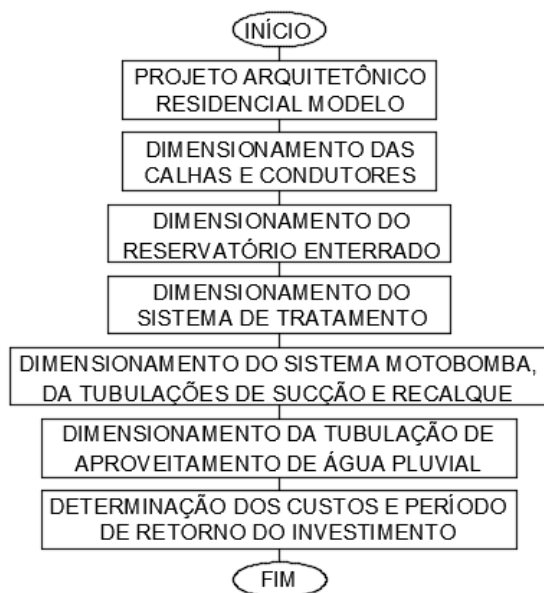 INÍCIO
PROJETO ARQUITETÔNICO
RESIDENCIAL MODELO
DIMENSIONAMENTO DAS
CALHAS E CONDUTORES
DIMENSIONAMENTO DO
RESERVATÓRIO ENTERRADO
DIMENSIONAMENTO DO
SISTEMA DE TRATAMENTO
DIMENSIONAMENTO DO SISTEMA MOTOBOMBA,
DA TUBULAÇÕES DE SUCÇÃO E RECALQUE
DIMENSIONAMENTO DA TUBULAÇÃO DE
APROVEITAMENTO DE ÁGUA PLUVIAL
DETERMINAÇÃO DOS CUSTOS E PERÍODO
DE RETORNO DO INVESTIMENTO
FIM